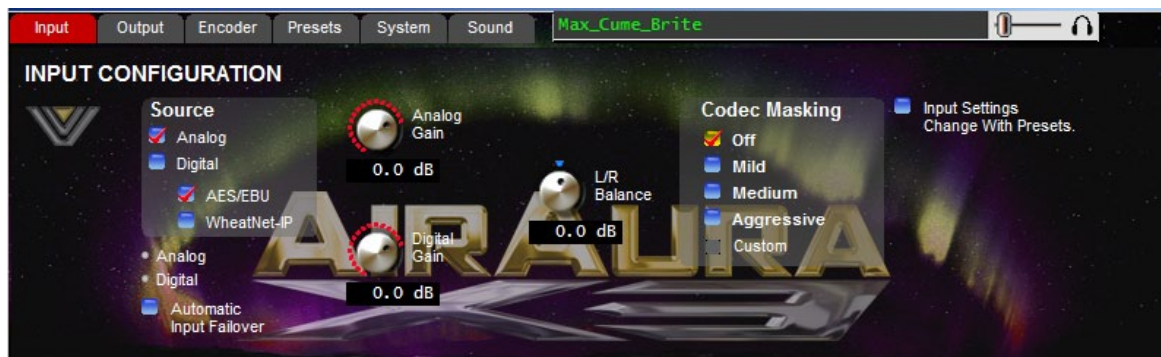 Input Output Encoder Presets System Sound Max_Cume_Brite
INPUT CONFIGURATION
Source
Analog
Digital
AES/EBU
WheatNet-IP
Analog
Digital
Automatic
Input Failover
Analog
Gain
0.0 dB
Digital
Gain
0.0 dB
L/R
Balance
0.0 dB
Codec Masking
Off
Mild
Medium
Aggressive
Custom
Input Settings
Change With Presets.
AIRAURA
X3